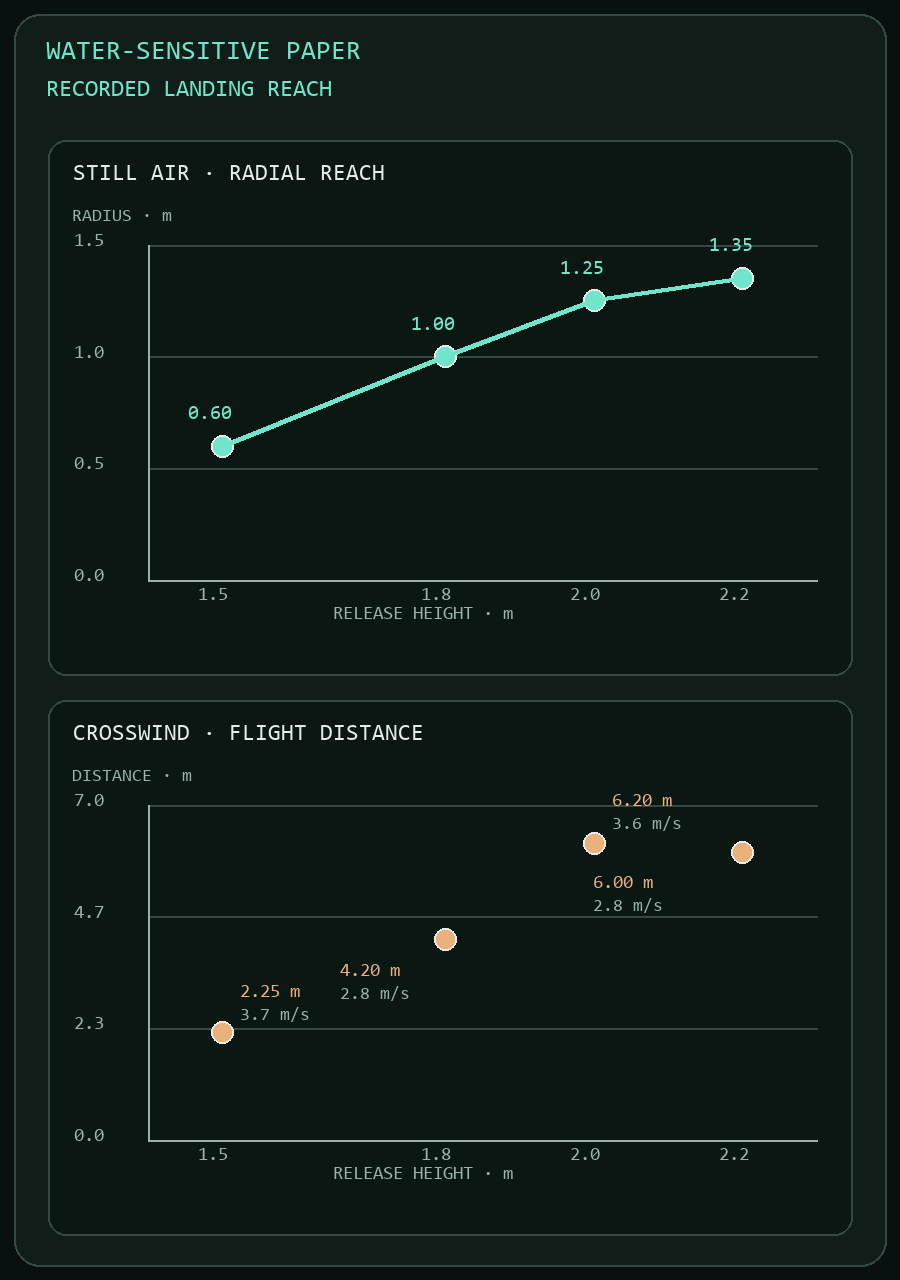 WATER-SENSITIVE PAPER
RECORDED LANDING REACH
STILL AIR · RADIAL REACH
RADIUS · m
1.5
1.35
1.25
1.00
1.0
0.60
0.5
0.0
1.5 1.8 2.0 2.2
RELEASE HEIGHT · m
CROSSWIND · FLIGHT DISTANCE
DISTANCE · m
7.0
6.20 m
3.6 m/s
6.00 m
2.8 m/s
4.7
4.20 m
2.8 m/s
2.25 m
3.7 m/s
2.3
0.0
1.5 1.8 2.0 2.2
RELEASE HEIGHT · m